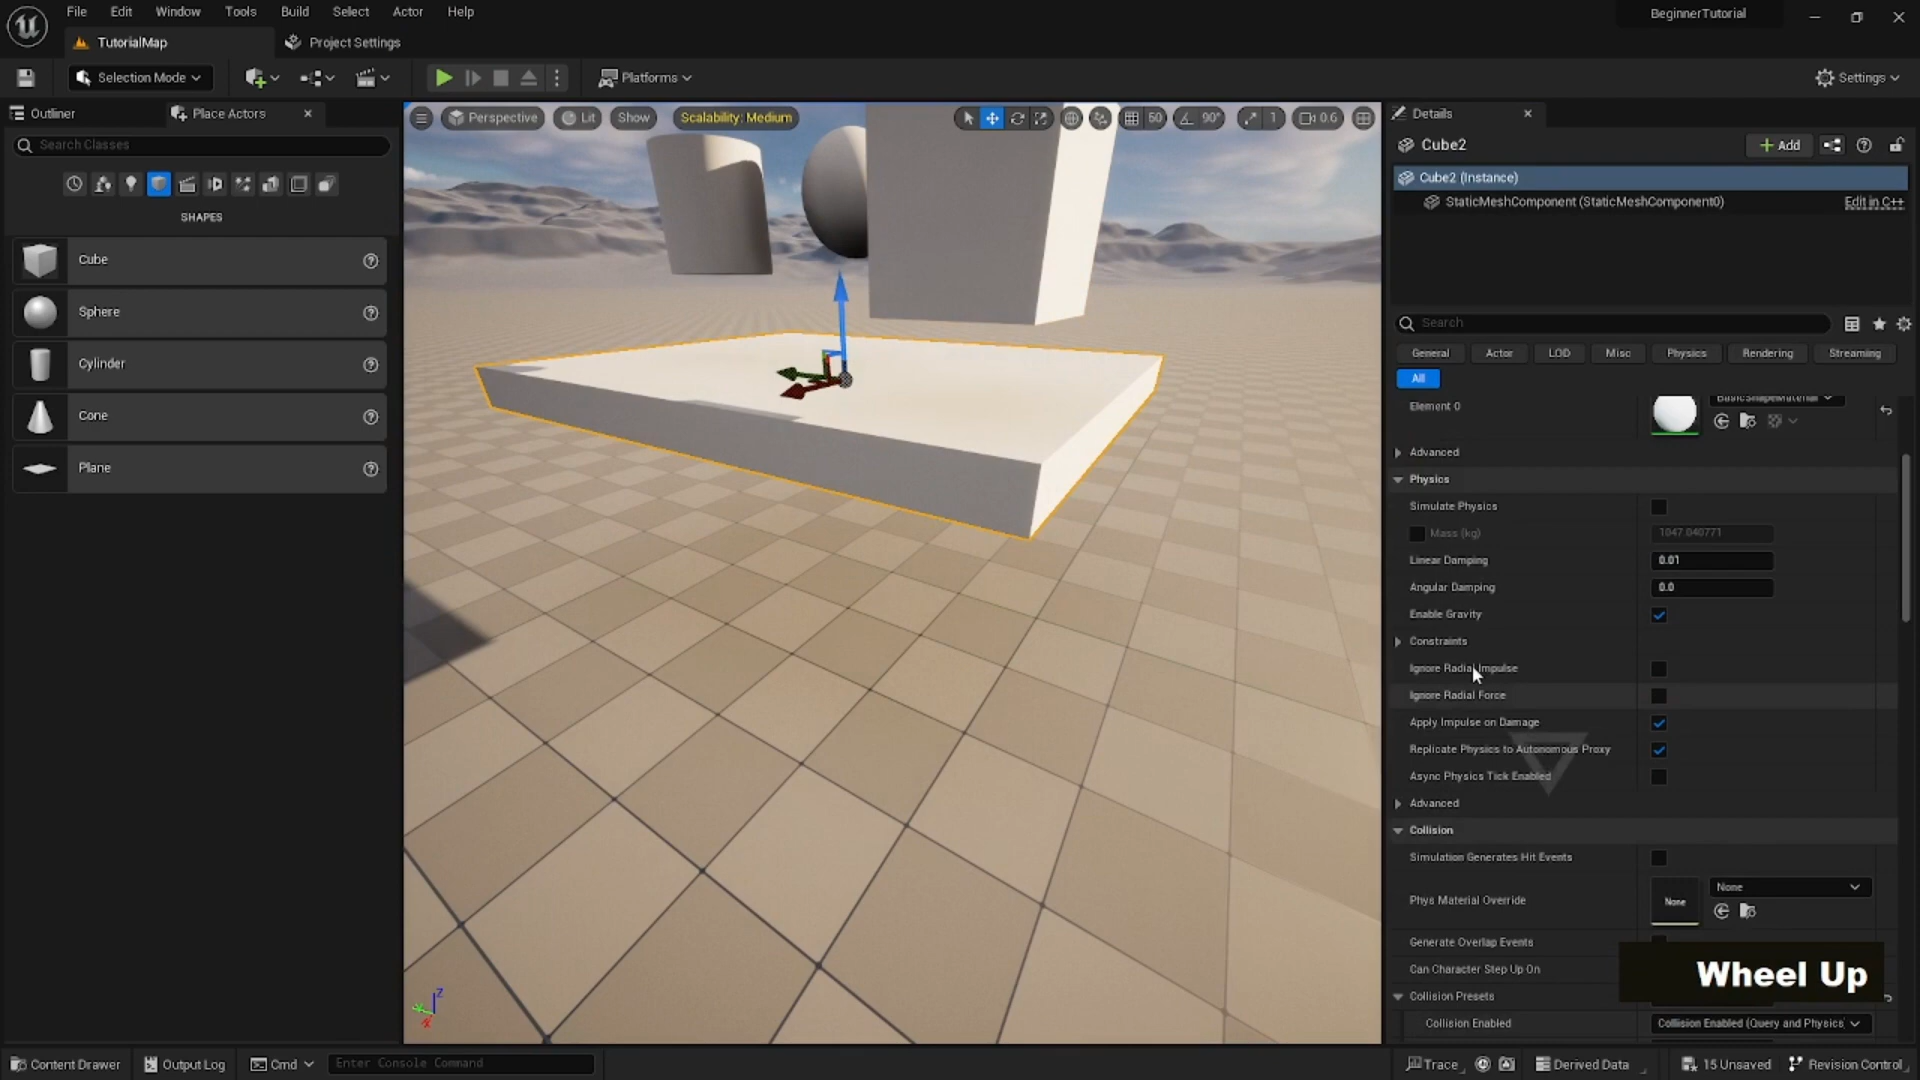 File Edit Window Tools Build Select Actor Help
BeginnerTutorial
TutorialMap
Project Settings
Selection Mode
Platforms
Settings
Outliner
Place Actors
Search Classes
SHAPES
Cube
Sphere
Cylinder
Cone
Plane
Perspective
Lit
Show
Scalability: Medium
50
90°
1
0.6
Details
Cube2
Add
Cube2 (Instance)
StaticMeshComponent (StaticMeshComponent0)
Edit in C++
Search
General Actor LOD Misc Physics Rendering Streaming
All
Element 0
BasicShapeMaterial
Advanced
Physics
Simulate Physics
Mass (kg)
1047.040771
Linear Damping
0.01
Angular Damping
0.0
Enable Gravity
Constraints
Ignore Radial Impulse
Ignore Radial Force
Apply Impulse on Damage
Replicate Physics to Autonomous Proxy
Async Physics Tick Enabled
Advanced
Collision
Simulation Generates Hit Events
Phys Material Override
None
None
Generate Overlap Events
Can Character Step Up On
Wheel Up
Collision Presets
Collision Enabled
Collision Enabled (Query and Physics)
Z
X
Content Drawer
Output Log
Cmd
Enter Console Command
Trace
Derived Data
15 Unsaved
Revision Control